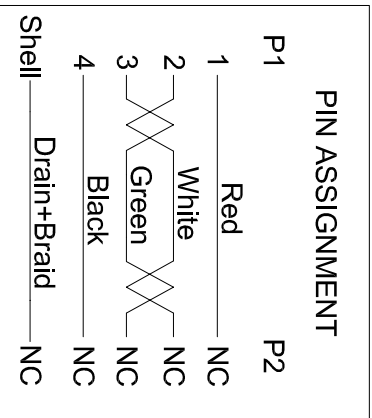 PIN ASSIGNMENT
P1 P2
1 Red NC
2 White NC
3 Green NC
4 Black NC
Shell Drain+Braid NC